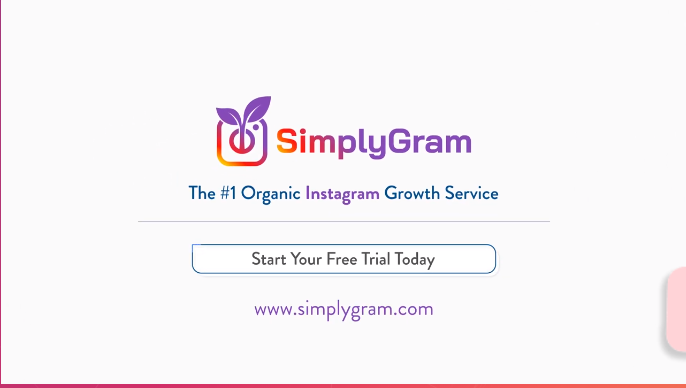 SimplyGram
The #1 Organic Instagram Growth Service
Start Your Free Trial Today
www.simplygram.com